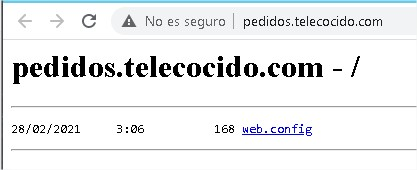 No es seguro | pedidos.telecocido.com
pedidos.telecocido.com - /
28/02/2021 3:06 168 web.config